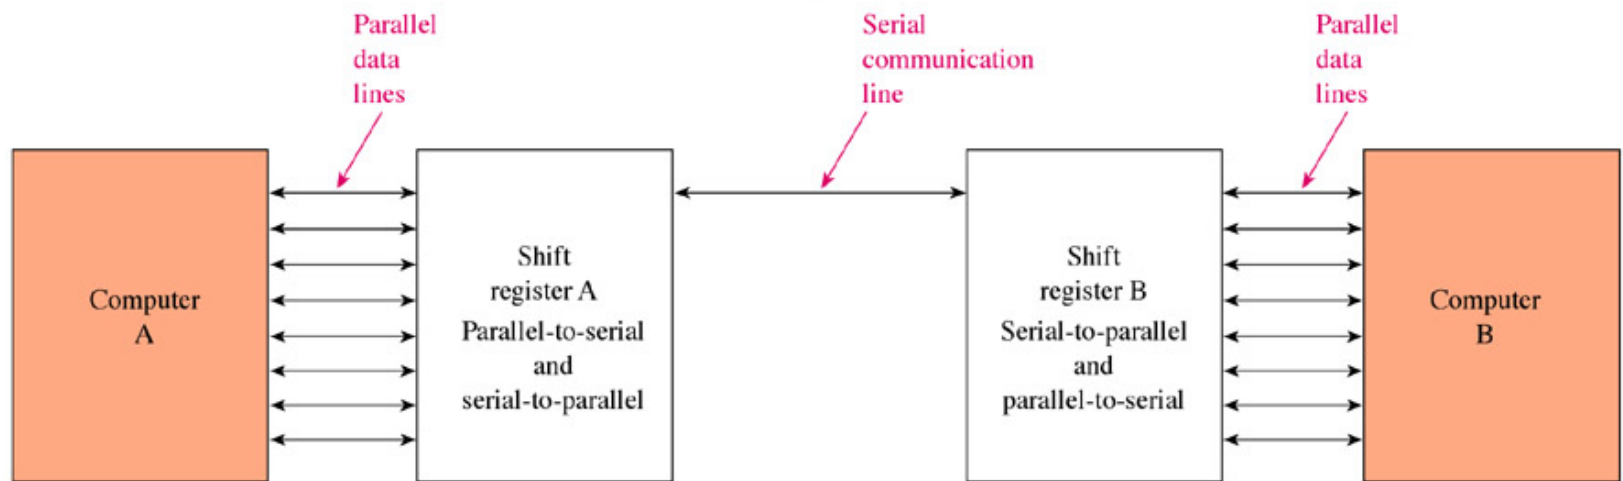 Parallel
data
lines
Serial
communication
line
Parallel
data
lines
Computer
A
Shift
register A
Parallel-to-serial
and
serial-to-parallel
Shift
register B
Serial-to-parallel
and
parallel-to-serial
Computer
B